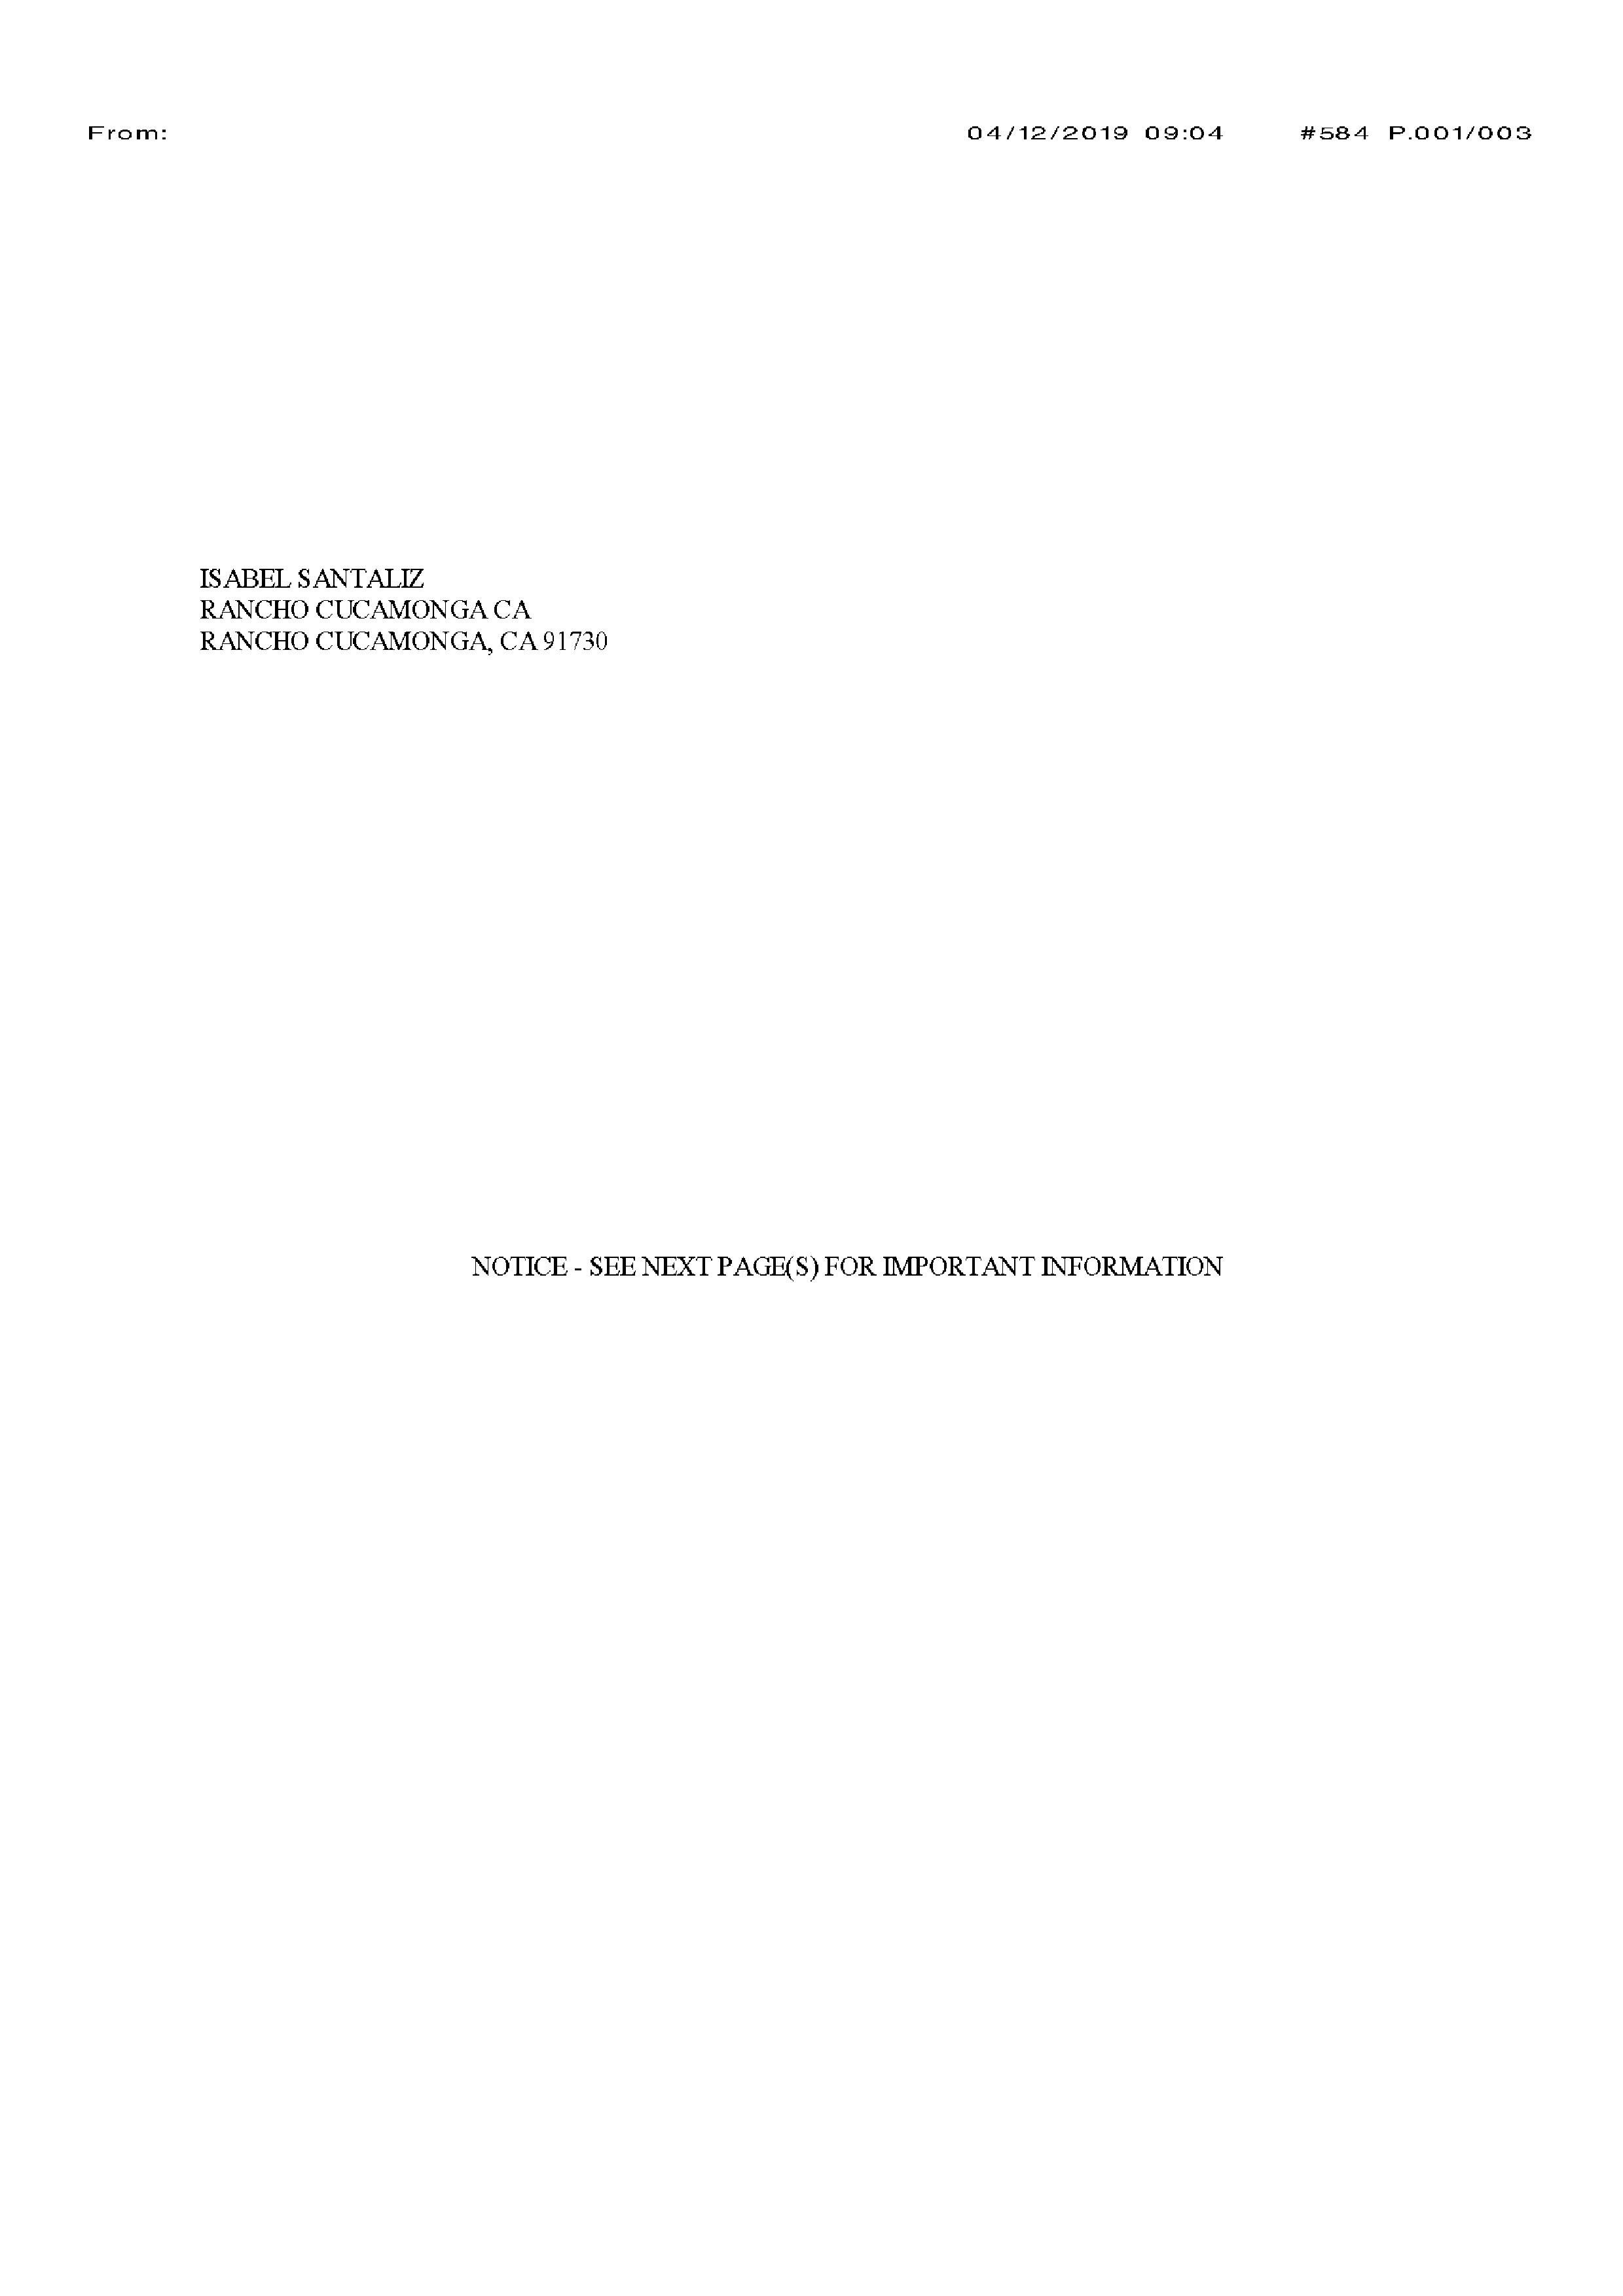 From: 04/12/2019 09:04 #584 P.001/003
ISABEL SANTALIZ
RANCHO CUCAMONGA CA
RANCHO CUCAMONGA, CA 91730
NOTICE - SEE NEXT PAGE(S) FOR IMPORTANT INFORMATION